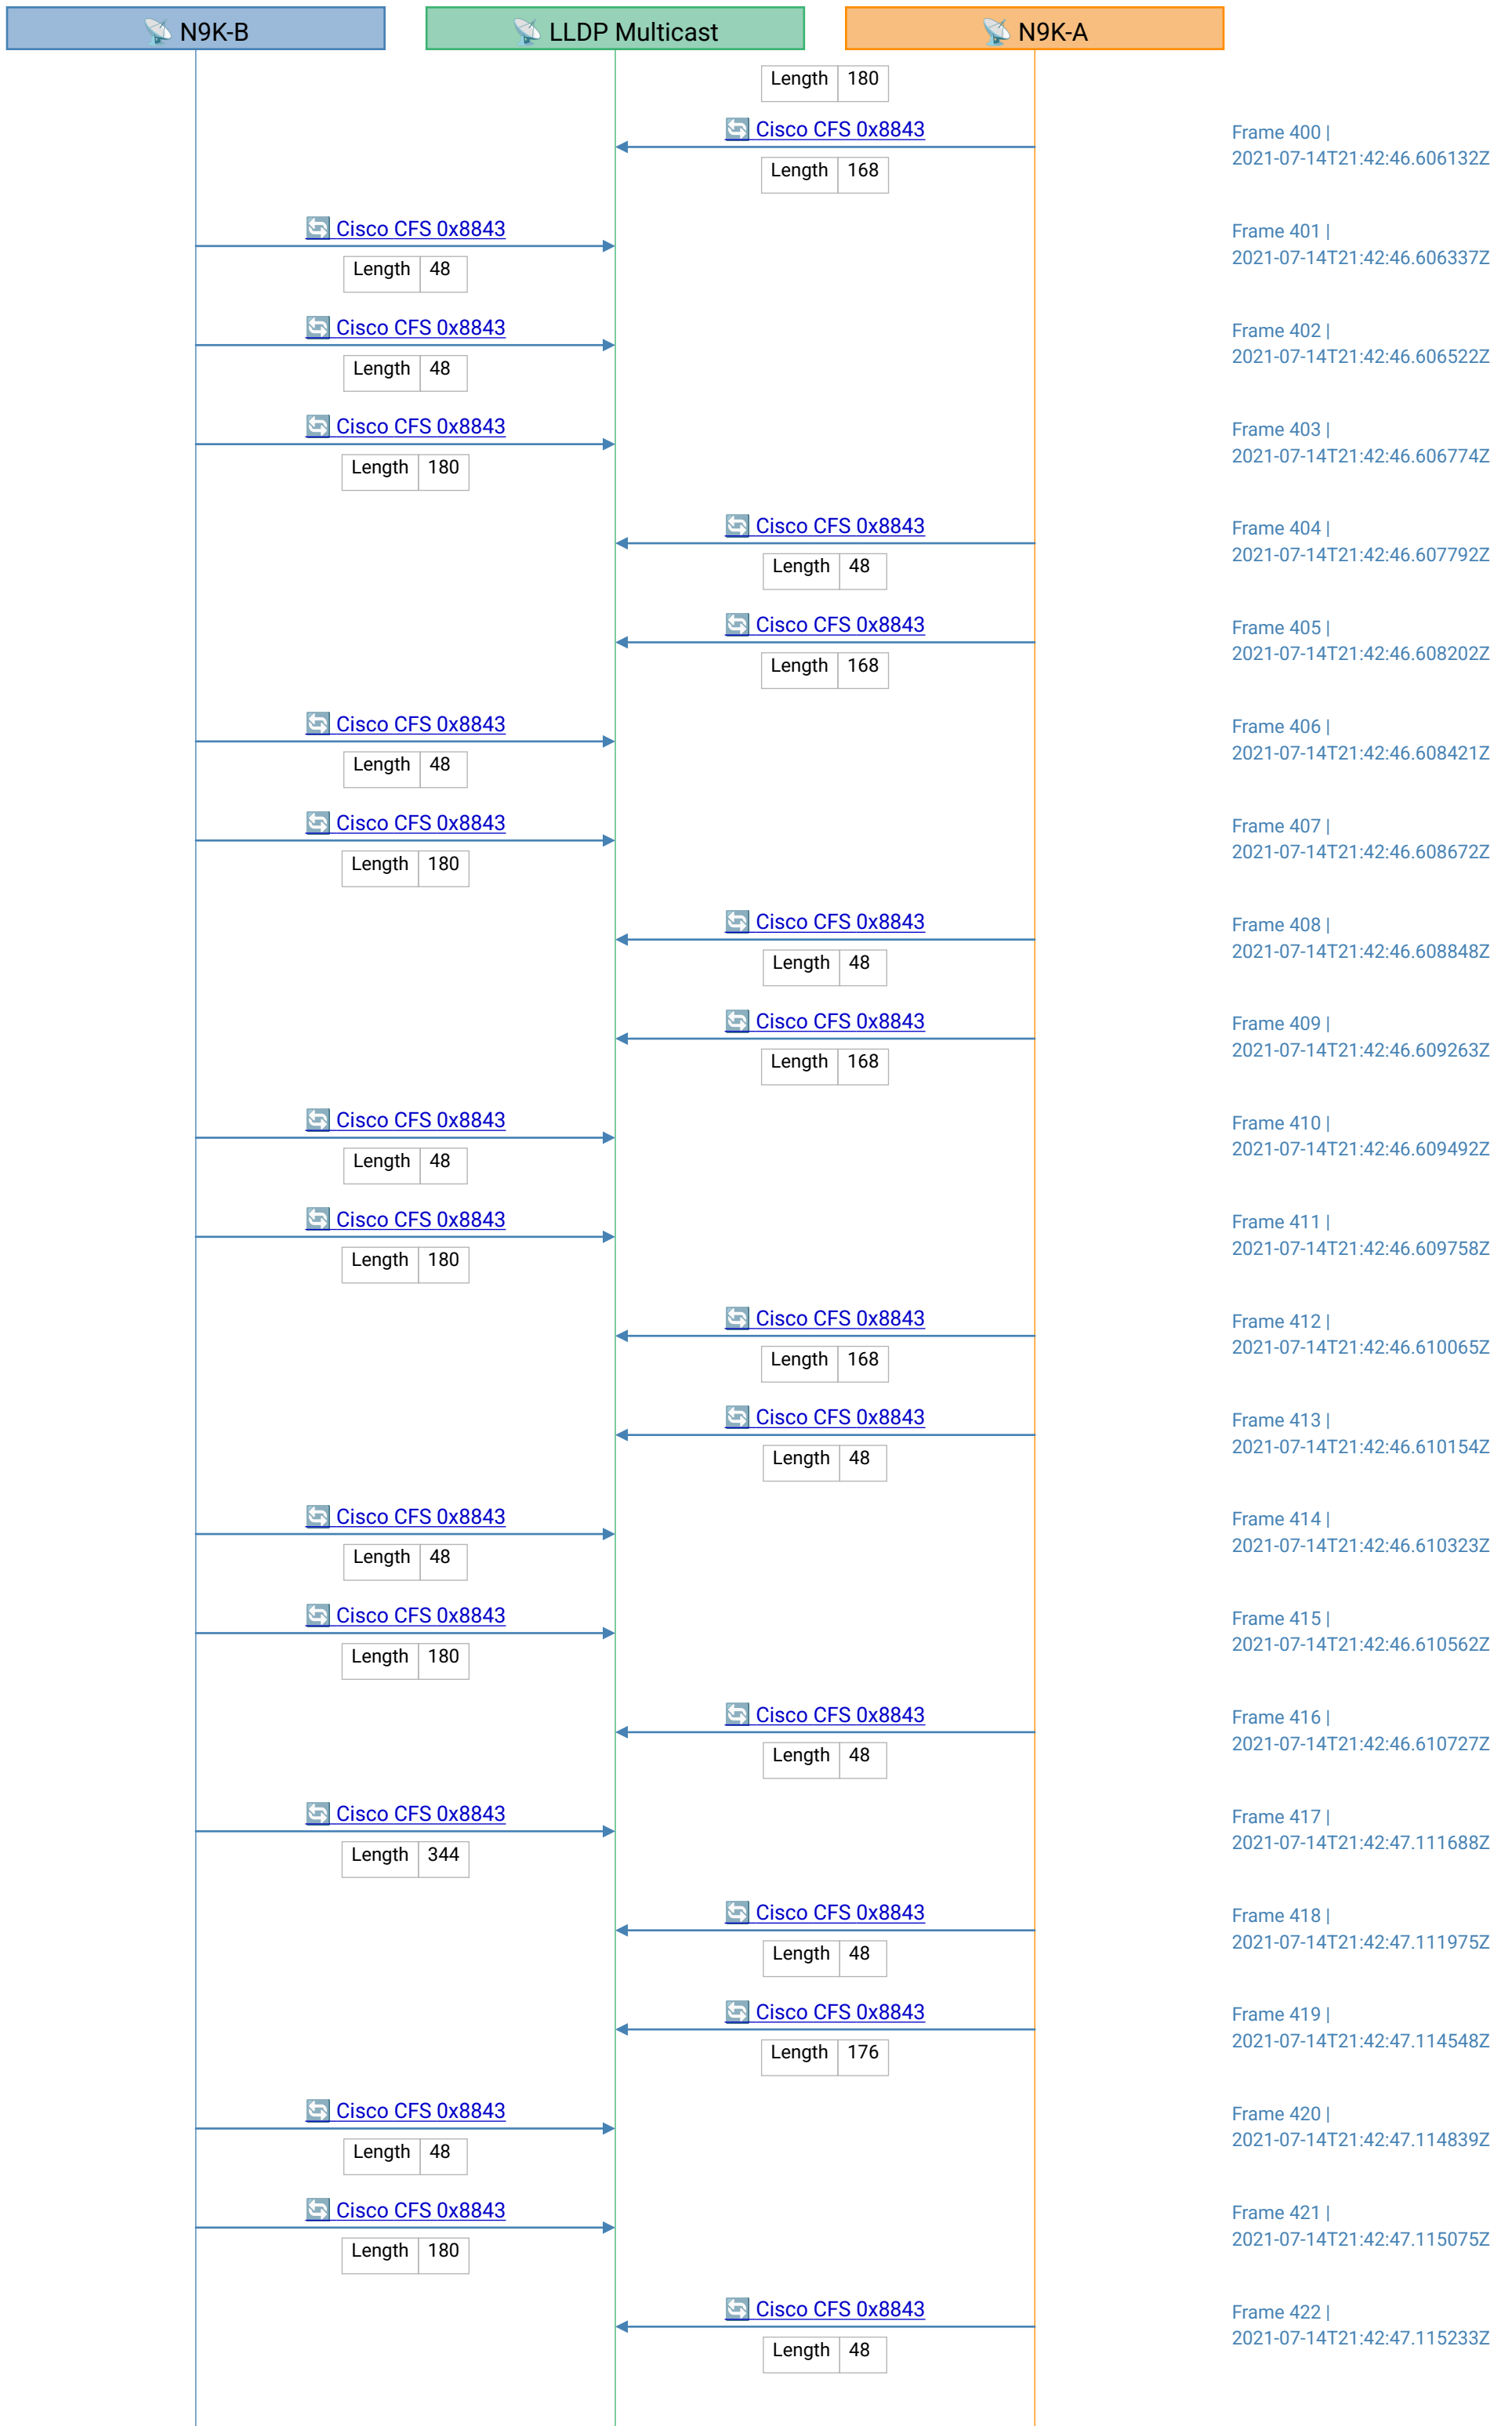 N9K-B
LLDP Multicast
N9K-A
Length 180
Cisco CFS 0x8843
Frame 400 |
2021-07-14T21:42:46.606132Z
Length 168
Cisco CFS 0x8843
Frame 401 |
2021-07-14T21:42:46.606337Z
Length 48
Cisco CFS 0x8843
Frame 402 |
2021-07-14T21:42:46.606522Z
Length 48
Cisco CFS 0x8843
Frame 403 |
2021-07-14T21:42:46.606774Z
Length 180
Cisco CFS 0x8843
Frame 404 |
2021-07-14T21:42:46.607792Z
Length 48
Cisco CFS 0x8843
Frame 405 |
2021-07-14T21:42:46.608202Z
Length 168
Cisco CFS 0x8843
Frame 406 |
2021-07-14T21:42:46.608421Z
Length 48
Cisco CFS 0x8843
Frame 407 |
2021-07-14T21:42:46.608672Z
Length 180
Cisco CFS 0x8843
Frame 408 |
2021-07-14T21:42:46.608848Z
Length 48
Cisco CFS 0x8843
Frame 409 |
2021-07-14T21:42:46.609263Z
Length 168
Cisco CFS 0x8843
Frame 410 |
2021-07-14T21:42:46.609492Z
Length 48
Cisco CFS 0x8843
Frame 411 |
2021-07-14T21:42:46.609758Z
Length 180
Cisco CFS 0x8843
Frame 412 |
2021-07-14T21:42:46.610065Z
Length 168
Cisco CFS 0x8843
Frame 413 |
2021-07-14T21:42:46.610154Z
Length 48
Cisco CFS 0x8843
Frame 414 |
2021-07-14T21:42:46.610323Z
Length 48
Cisco CFS 0x8843
Frame 415 |
2021-07-14T21:42:46.610562Z
Length 180
Cisco CFS 0x8843
Frame 416 |
2021-07-14T21:42:46.610727Z
Length 48
Cisco CFS 0x8843
Frame 417 |
2021-07-14T21:42:47.111688Z
Length 344
Cisco CFS 0x8843
Frame 418 |
2021-07-14T21:42:47.111975Z
Length 48
Cisco CFS 0x8843
Frame 419 |
2021-07-14T21:42:47.114548Z
Length 176
Cisco CFS 0x8843
Frame 420 |
2021-07-14T21:42:47.114839Z
Length 48
Cisco CFS 0x8843
Frame 421 |
2021-07-14T21:42:47.115075Z
Length 180
Cisco CFS 0x8843
Frame 422 |
2021-07-14T21:42:47.115233Z
Length 48